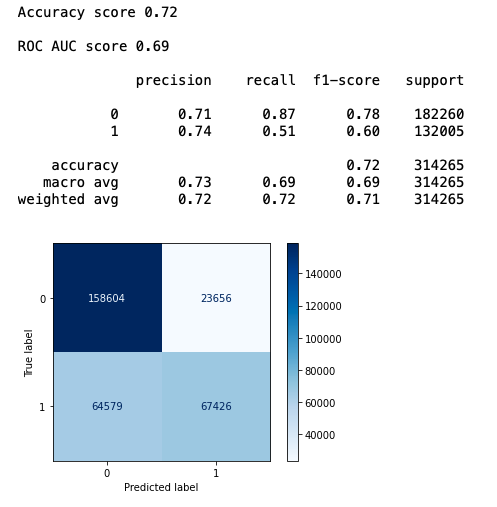 Accuracy score 0.72
ROC AUC score 0.69
precision recall f1-score support
0 0.71 0.87 0.78 182260
1 0.74 0.51 0.60 132005
accuracy 0.72 314265
macro avg 0.73 0.69 0.69 314265
weighted avg 0.72 0.72 0.71 314265
True label
0
158604 23656
1
64579 67426
0 1
Predicted label
140000
120000
100000
80000
60000
40000